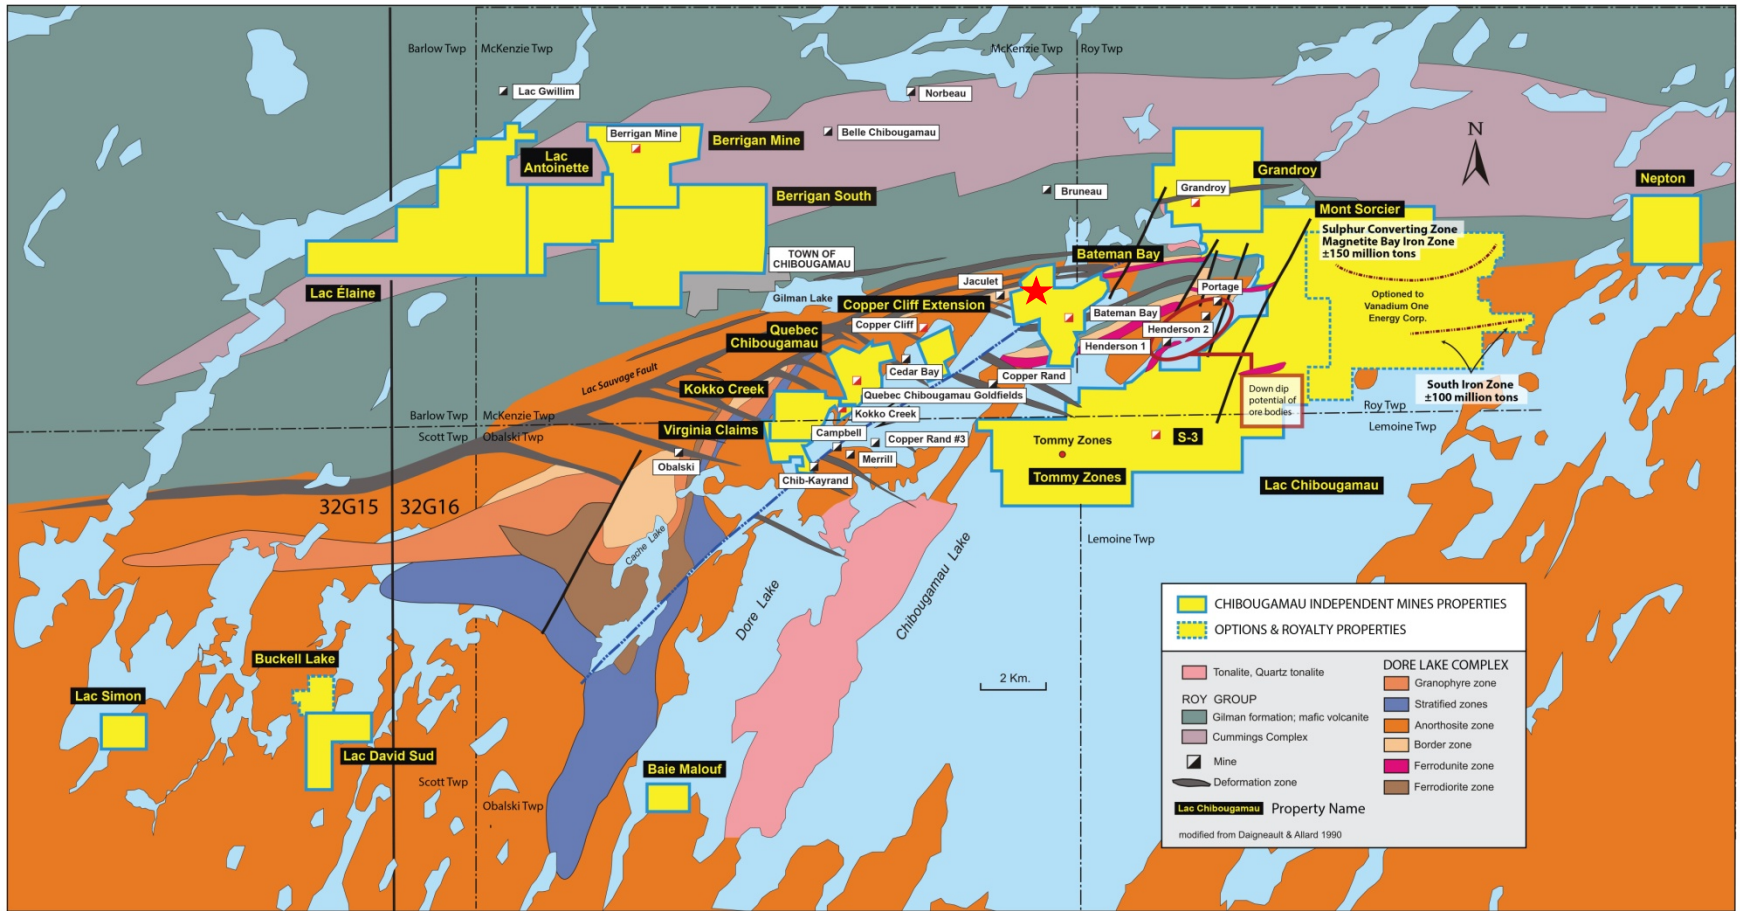 Barlow Twp
McKenzie Twp
McKenzie Twp
Roy Twp
Lac Gwillim
Norbeau
Berrigan Mine
Berrigan Mine
Belle Chibougamau
Lac
Antoinette
N
Grandroy
Nepton
Berrigan South
Bruneau
Grandroy
Mont Sorcier
Sulphur Converting Zone
Magnetite Bay Iron Zone
±150 million tons
TOWN OF
CHIBOUGAMAU
Bateman Bay
Lac Élaine
Jaculet
Portage
Optioned to
Vanadium One
Energy Corp.
Gilman Lake
Copper Cliff Extension
Bateman Bay
Copper Cliff
Henderson 2
Quebec
Chibougamau
Henderson 1
Lac Sauvage Fault
Cedar Bay
Copper Rand
Kokko Creek
Quebec Chibougamau Goldfields
Down dip
potential of
ore bodies
South Iron Zone
±100 million tons
Barlow Twp
McKenzie Twp
Kokko Creek
Roy Twp
Scott Twp
Obalski Twp
Virginia Claims
Campbell
Copper Rand #3
Tommy Zones
S-3
Lemoine Twp
Obalski
Merrill
Chib-Kayrand
Tommy Zones
Lac Chibougamau
32G15
32G16
Cache Lake
Lemoine Twp
Dore Lake
Chibougamau Lake
CHIBOUGAMAU INDEPENDENT MINES PROPERTIES
OPTIONS & ROYALTY PROPERTIES
Buckell Lake
Lac Simon
2 Km.
Tonalite, Quartz tonalite
ROY GROUP
Gilman formation; mafic volcanite
Cummings Complex
Mine
Deformation zone
Lac Chibougamau
Property Name
modified from Daigneault & Allard 1990
DORE LAKE COMPLEX
Granophyre zone
Stratified zones
Anorthosite zone
Border zone
Ferrodunite zone
Ferrodiorite zone
Lac David Sud
Baie Malouf
Scott Twp
Obalski Twp